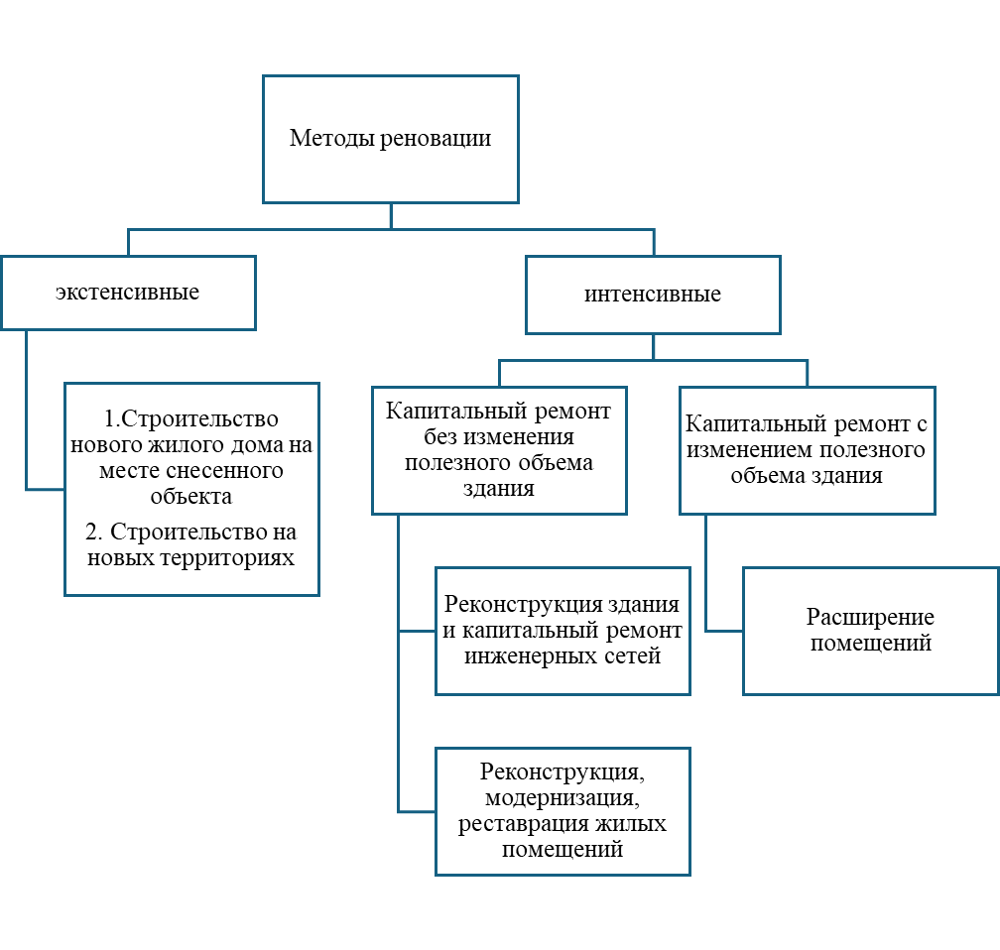 Методы реновации
экстенсивные
интенсивные
1.Строительство
нового жилого дома на
месте снесенного
объекта
2. Строительство на
новых территориях
Капитальный ремонт
без изменения
полезного объема
здания
Капитальный ремонт с
изменением полезного
объема здания
Реконструкция здания
и капитальный ремонт
инженерных сетей
Расширение
помещений
Реконструкция,
модернизация,
реставрация жилых
помещений